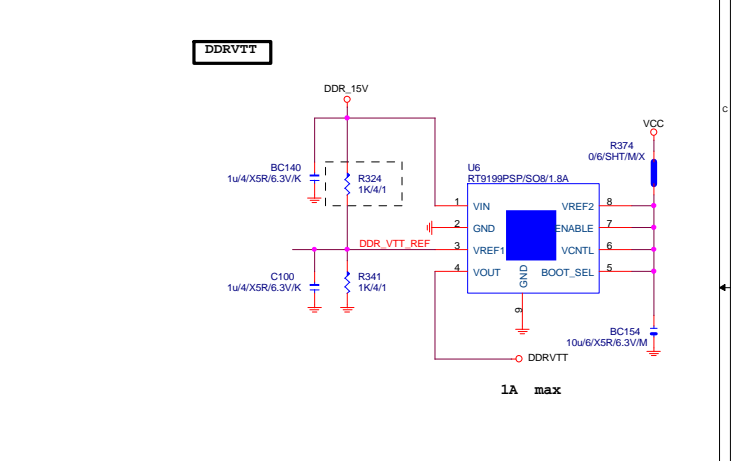 DDRVTT
DDR_15V
C
VCC
R374
0/6/SHT/M/X
BC140
1u/4/X5R/6.3V/K
R324
1K/4/1
U6
RT9199PSP/SO8/1.8A
1
VIN
VREF2
8
2
GND
ENABLE
7
DDR_VTT_REF
3
VREF1
VCNTL
6
4
VOUT
GND
BOOT_SEL
5
C100
1u/4/X5R/6.3V/K
R341
1K/4/1
9
BC154
10u/6/X5R/6.3V/M
DDRVTT
1A max